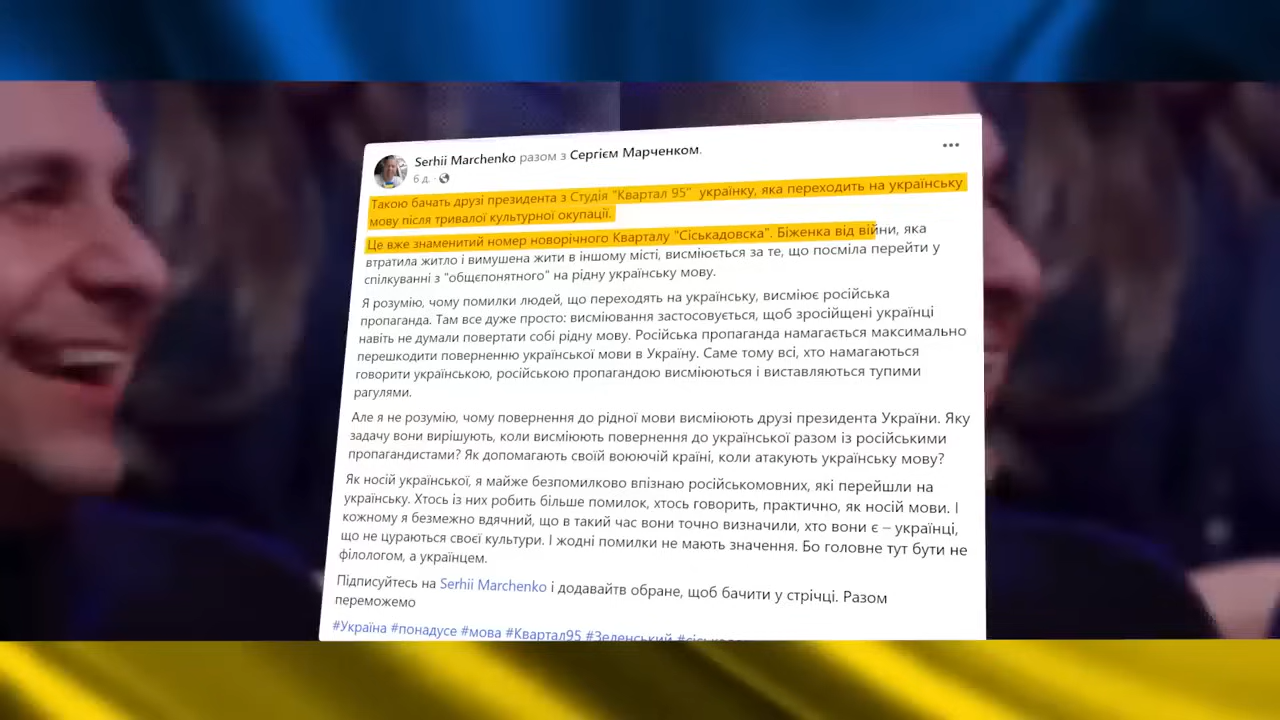 Serhii Marchenko разом з Сергієм Марченком.
6 д. ·
Такою бачать друзі президента з Студія "Квартал 95" українку, яка переходить на українську
мову після тривалої культурної окупації.
Це вже знаменитий номер новорічного Кварталу "Сіськадовска". Біженка від війни, яка
втратила житло і вимушена жити в іншому місті, висміюється за те, що посміла перейти у
спілкуванні з "общєпонятного" на рідну українську мову.
Я розумію, чому помилки людей, що переходять на українську, висміює російська
пропаганда. Там все дуже просто: висміювання застосовується, щоб зросійщені українці
навіть не думали повертати собі рідну мову. Російська пропаганда намагається максимально
перешкодити поверненню української мови в Україну. Саме тому всі, хто намагаються
говорити українською, російською пропагандою висміюються і виставляються тупими
рагулями.
Але я не розумію, чому повернення до рідної мови висміюють друзі президента України. Яку
задачу вони вирішують, коли висміюють повернення до української разом із російськими
пропагандистами? Як допомагають своїй воюючій країні, коли атакують українську мову?
Як носій української, я майже безпомилково впізнаю російськомовних, які перейшли на
українську. Хтось із них робить більше помилок, хтось говорить, практично, як носій мови. І
кожному я безмежно вдячний, що в такий час вони точно визначили, хто вони є – українці,
що не цураються своєї культури. І жодні помилки не мають значення. Бо головне тут бути не
філологом, а українцем.
Підписуйтесь на Serhii Marchenko і додавайтв обране, щоб бачити у стрічці. Разом
переможемо
#Україна #понадусе #мова #Квартал95 #Зеленський